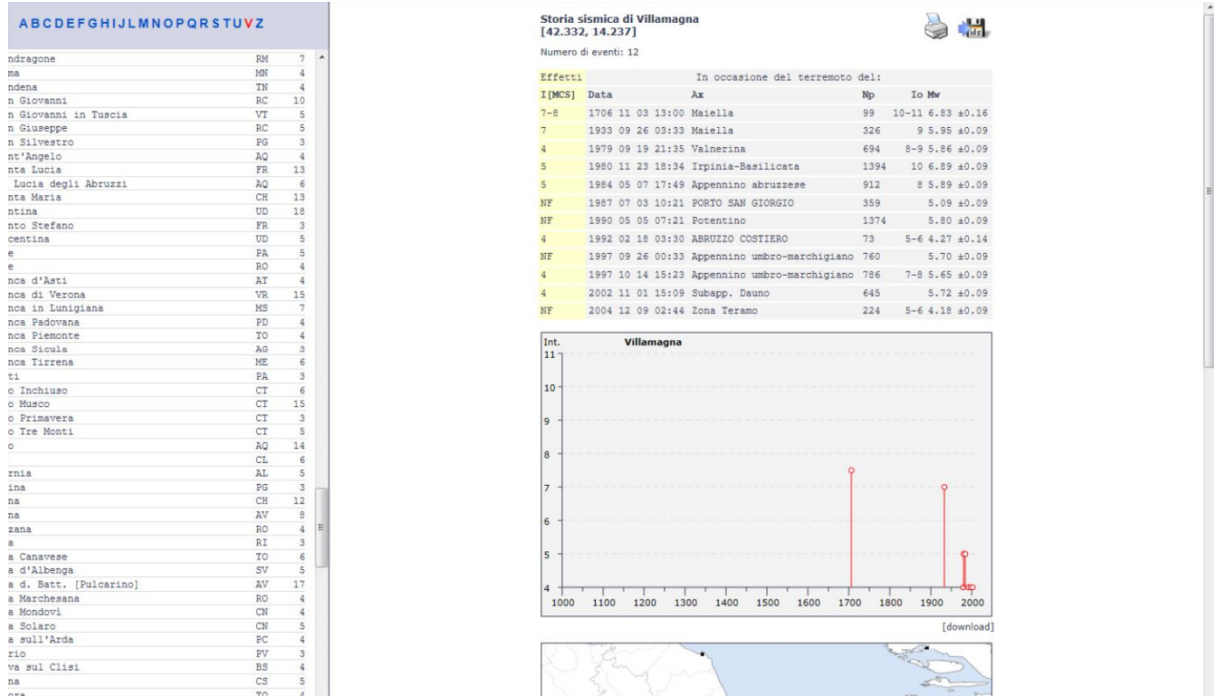 A B C D E F G H I J L M N O P Q R S T U V Z
ndragone RM 7
ma MN 4
ndena TN 4
n Giovanni RC 10
n Giovanni in Tuscia VT 5
n Giuseppe RC 5
n Silvestro PG 3
nt'Angelo AQ 4
nta Lucia FR 13
Lucia degli Abruzzi AQ 6
nta Maria CH 13
ntina UD 18
nto Stefano FR 3
centina UD 5
e PA 5
e RO 4
nca d'Asti AT 4
nca di Verona VR 15
nca in Lunigiana MS 7
nca Padovana PD 4
nca Piemonte TO 4
nca Sicula AG 3
nca Tirrena ME 6
ti PA 3
o Inchiuso CT 6
o Musco CT 15
o Primavera CT 3
o Tre Monti CT 5
o AQ 14
CL 6
rnia AL 5
ina PG 3
na CH 12
na AV 8
zana RO 4
a RI 3
a Canavese TO 6
a d'Albenga SV 5
a d. Batt. [Pulcarino] AV 17
a Marchesana RO 4
a Mondovì CN 4
a Solaro CN 5
a sull'Arda PC 4
rio PV 3
va sul Clisi BS 4
na CS 5
ora TO 4
Storia sismica di Villamagna
[42.332, 14.237]
Numero di eventi: 12
Effetti In occasione del terremoto del:
I[MCS] Data Ax Np Io Mw
7-8 1706 11 03 13:00 Maiella 99 10-11 6.83 ±0.16
7 1933 09 26 03:33 Maiella 326 9 5.95 ±0.09
4 1979 09 19 21:35 Valnerina 694 8-9 5.86 ±0.09
5 1980 11 23 18:34 Irpinia-Basilicata 1394 10 6.89 ±0.09
5 1984 05 07 17:49 Appennino abruzzese 912 8 5.89 ±0.09
NF 1987 07 03 10:21 PORTO SAN GIORGIO 359 5.09 ±0.09
NF 1990 05 05 07:21 Potentino 1374 5.80 ±0.09
4 1992 02 18 03:30 ABRUZZO COSTIERO 73 5-6 4.27 ±0.14
NF 1997 09 26 00:33 Appennino umbro-marchigiano 760 5.70 ±0.09
4 1997 10 14 15:23 Appennino umbro-marchigiano 786 7-8 5.65 ±0.09
4 2002 11 01 15:09 Subapp. Dauno 645 5.72 ±0.09
NF 2004 12 09 02:44 Zona Teramo 224 5-6 4.18 ±0.09
Int. Villamagna
11
10
9
8
7
6
5
4
1000 1100 1200 1300 1400 1500 1600 1700 1800 1900 2000
[download]